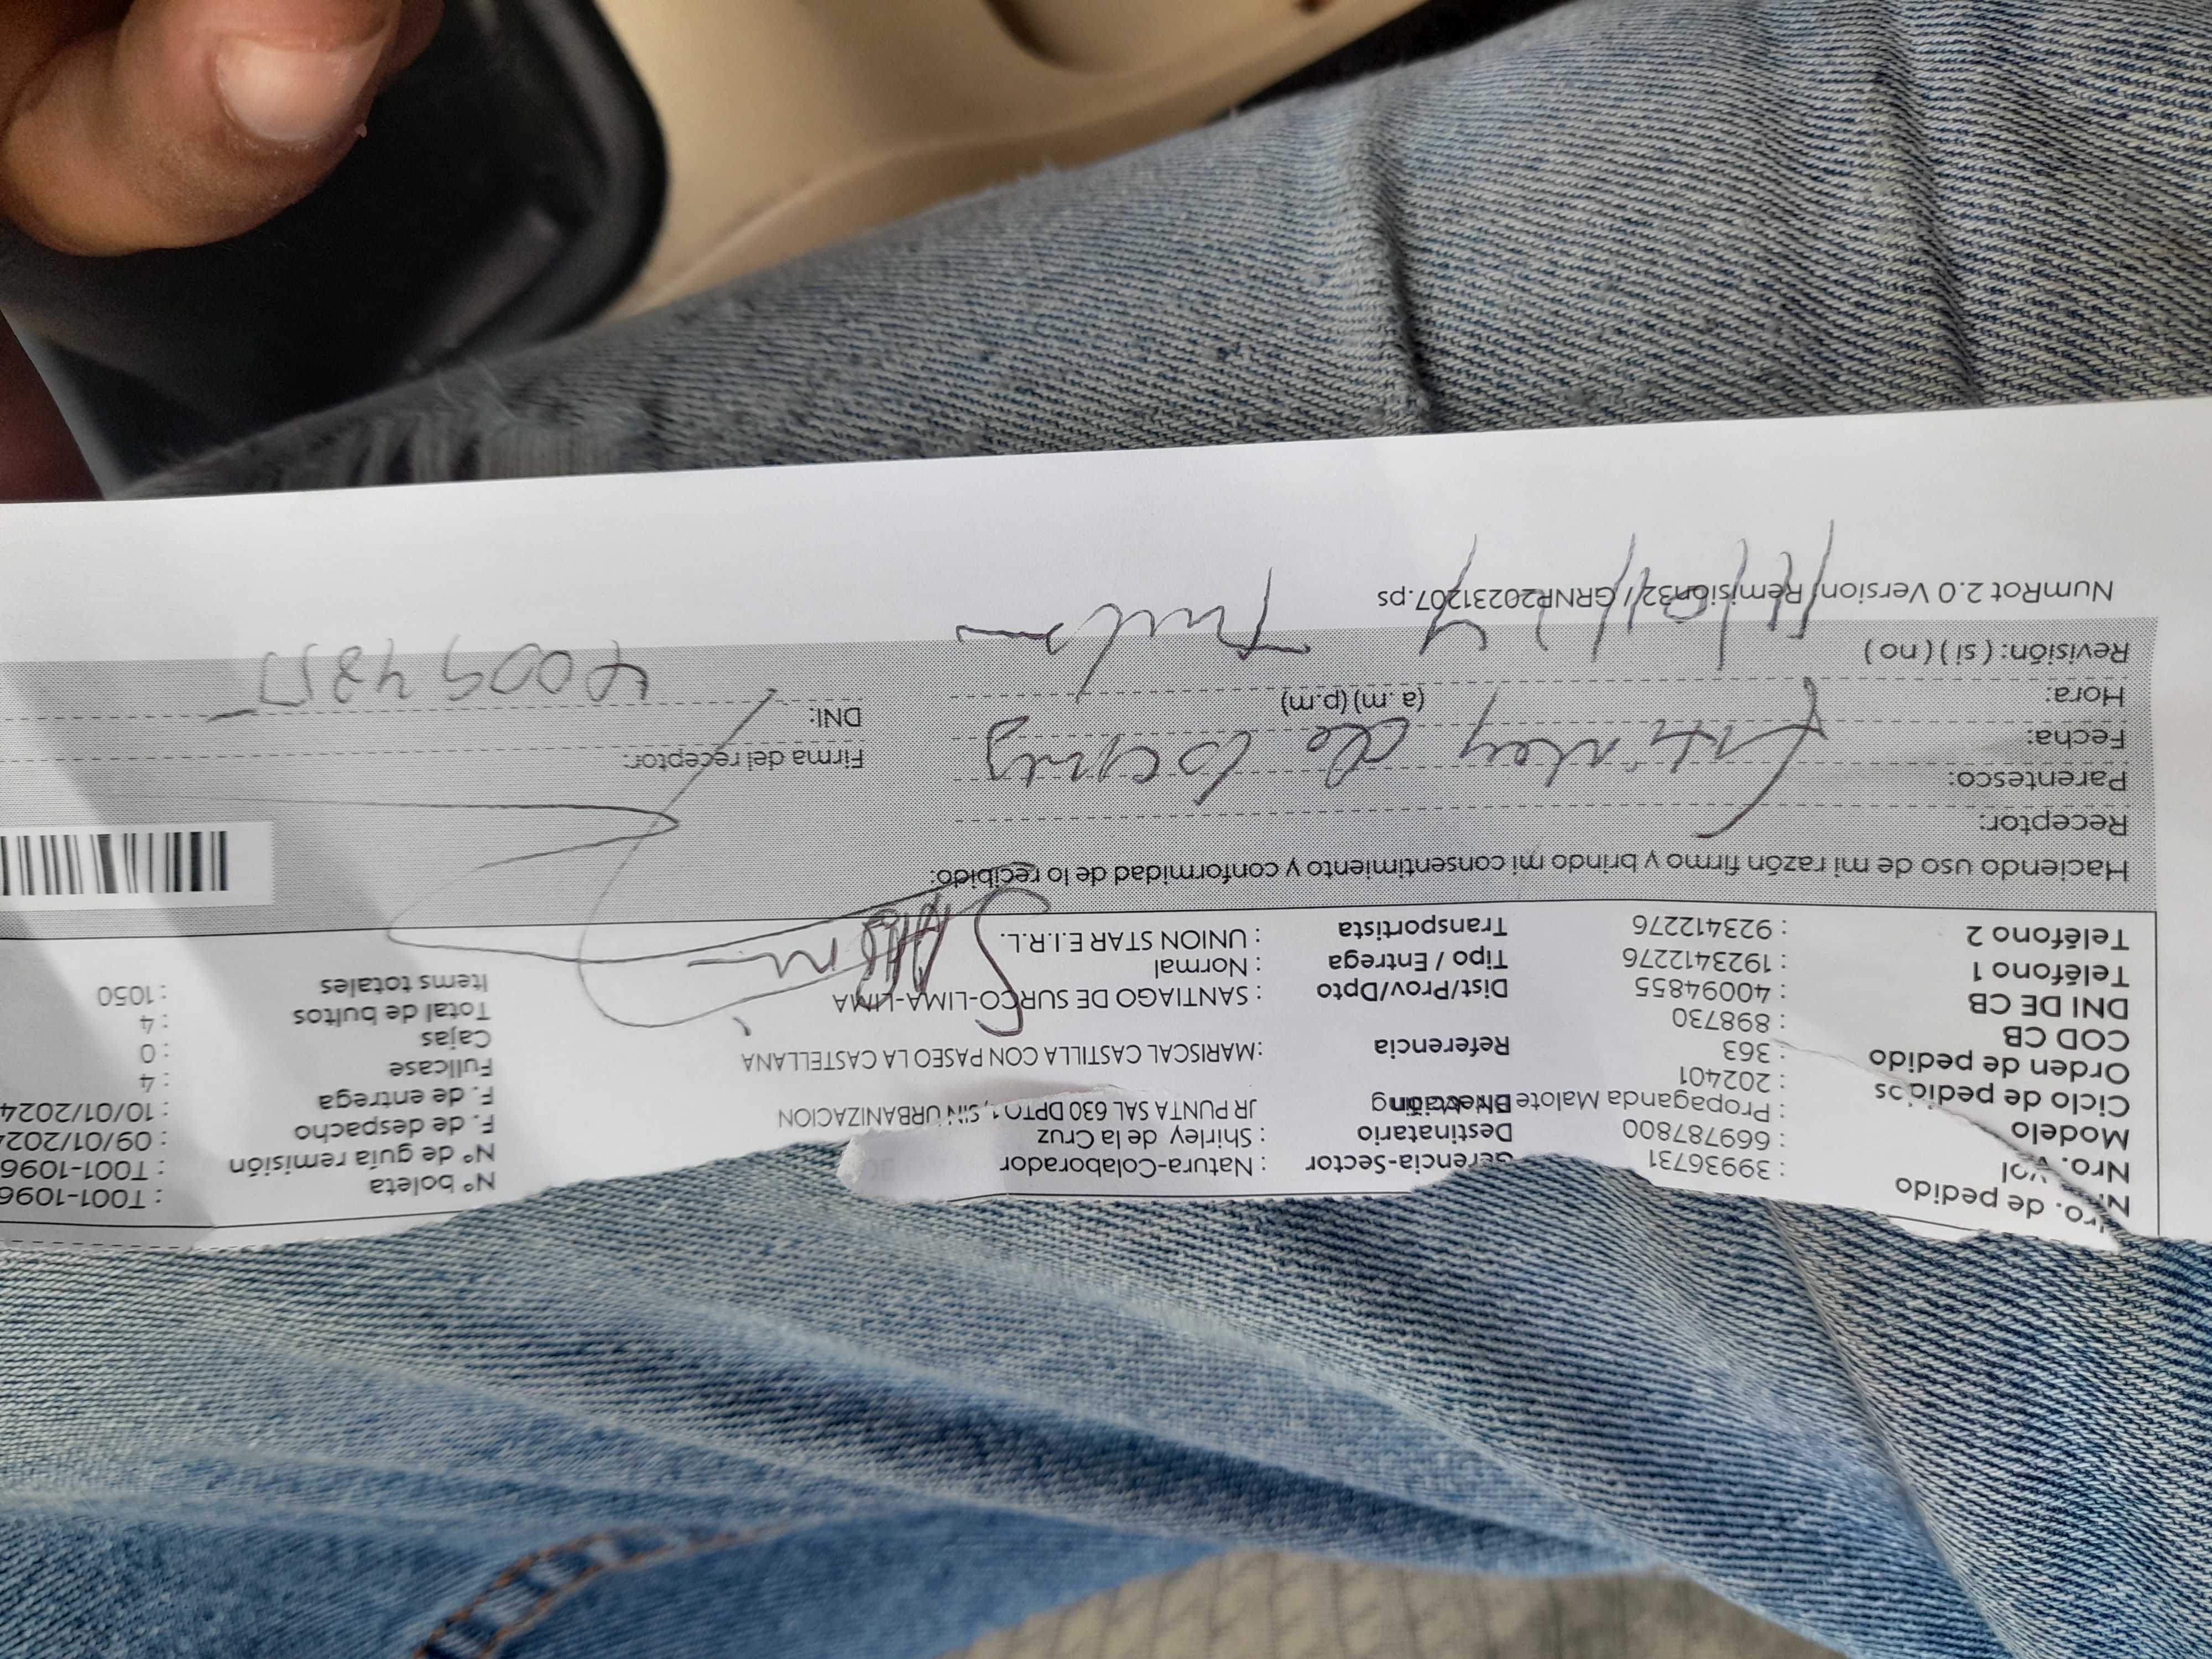 Nro. de pedido : 39936731 Gerencia-Sector : Natura-Colaborador Nº boleta : T001-1096
Nro. Vol : 66978780 Destinatario : Shirley de la Cruz Nº de guía remisión : T001-1096
Modelo : Propaganda Malote JR PUNTA SAL 630 DPTO 1, SIN URBANIZACION F. de despacho : 09/01/2024
Ciclo de pedidos : 202401 F. de entrega : 10/01/2024
Orden de pedido : 363 Referencia :MARISCAL CASTILLA CON PASEO LA CASTELLANA Fullcase : 4
COD CB : 898730 Cajas : 0
DNI DE CB : 40094855 Dist/Prov/Dpto : SANTIAGO DE SURCO-LIMA-LIMA Total de bultos : 4
Teléfono 1 : 1923412276 Tipo / Entrega : Normal Items totales : 1050
Teléfono 2 : 923412276 Transportista : UNION STAR E.I.R.L.
Haciendo uso de mi razón firmo y brindo mi consentimiento y conformidad de lo recibido:
Receptor:
Parentesco: Firma del receptor:
Fecha: de
Hora: (a.m) (p.m) DNI:
Revisión: ( si ) ( no )
NumRot 2.0 Version Remision32 / GRNR20231207.ps